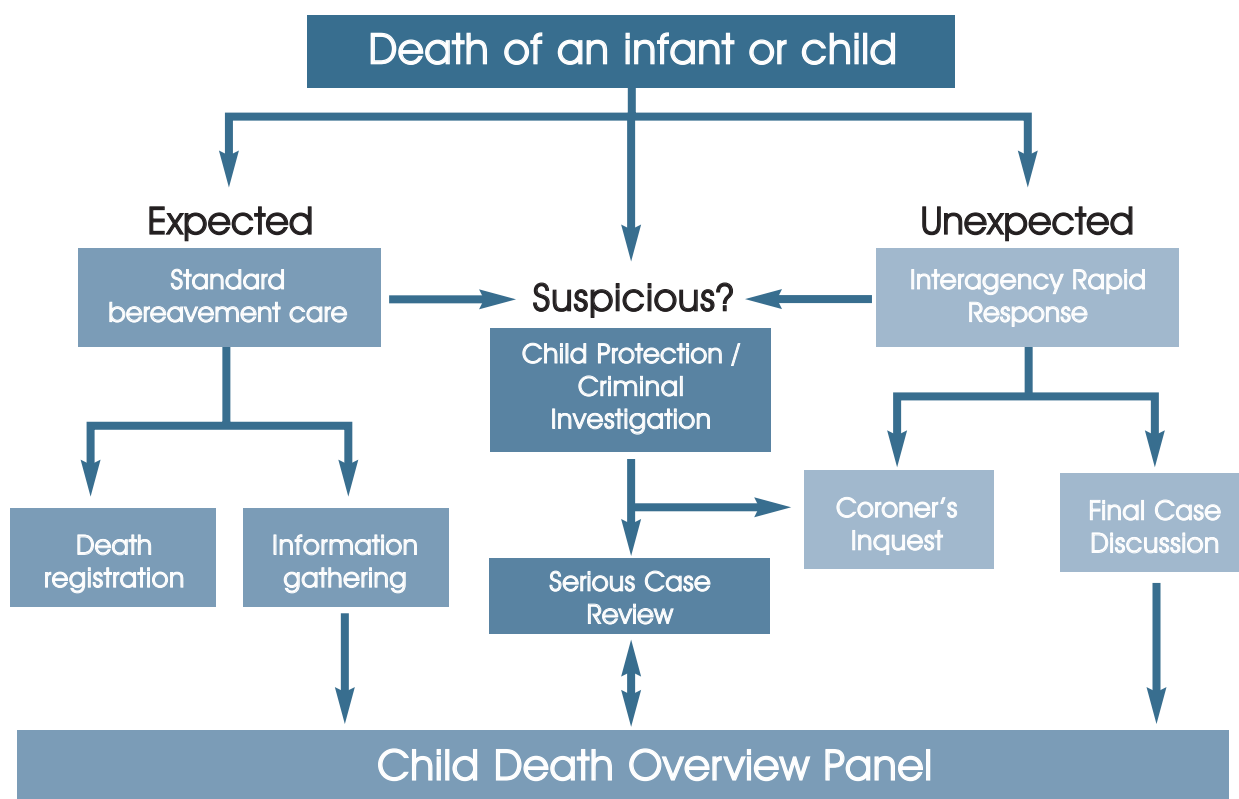 Death of an infant or child
Expected
Unexpected
Standard
bereavement care
Suspicious?
Interagency Rapid
Response
Child Protection /
Criminal
Investigation
Death
registration
Information
gathering
Serious Case
Review
Coroner's
Inquest
Final Case
Discussion
Child Death Overview Panel